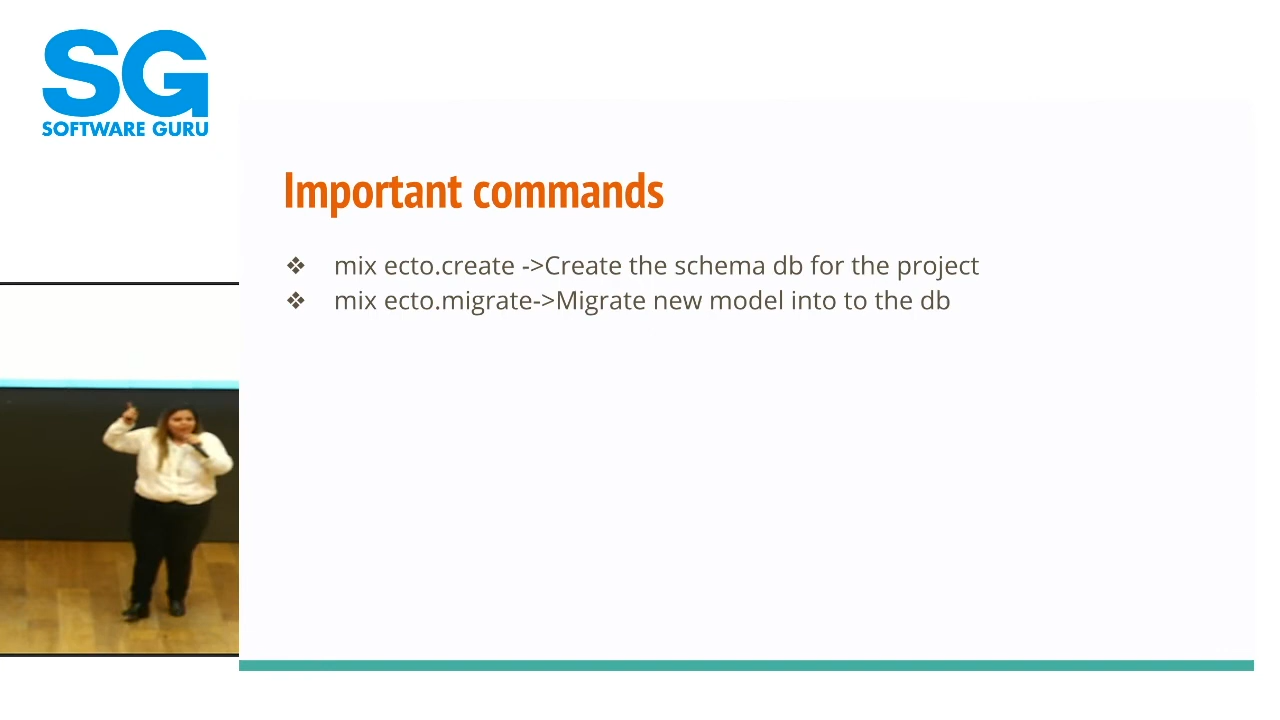 SG
SOFTWARE GURU
Important commands
❖ mix ecto.create ->Create the schema db for the project
❖ mix ecto.migrate->Migrate new model into to the db